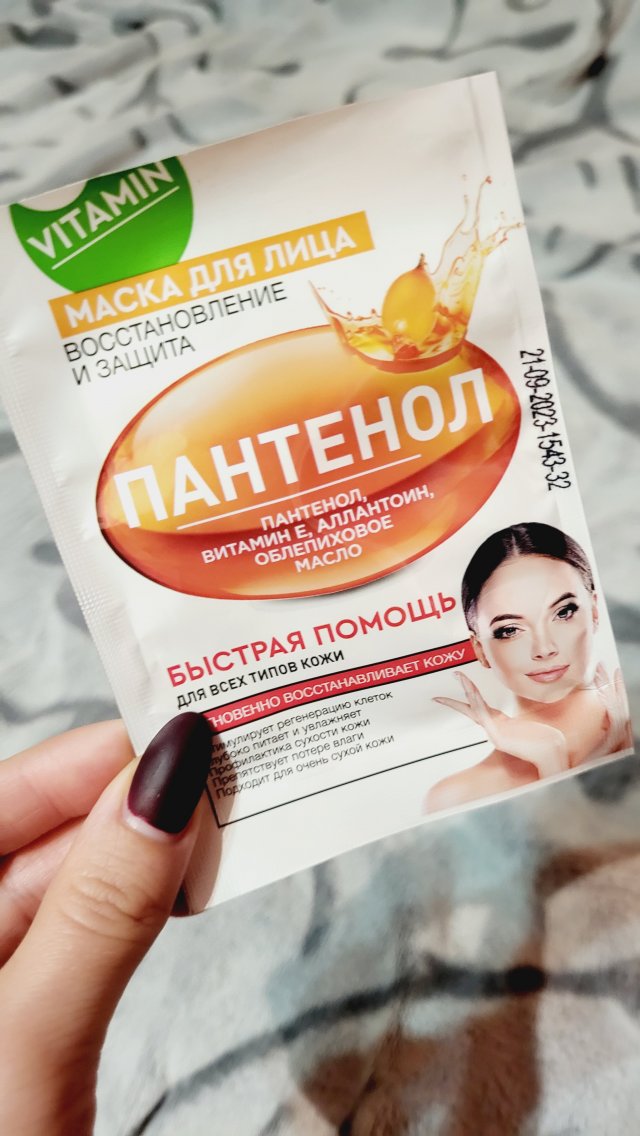 VITAMIN
МАСКА ДЛЯ ЛИЦА
ВОССТАНОВЛЕНИЕ
И ЗАЩИТА
ПАНТЕНОЛ
ПАНТЕНОЛ,
ВИТАМИН Е, АЛЛАНТОИН,
ОБЛЕПИХОВОЕ
МАСЛО
21-09-2023-1543-32
БЫСТРАЯ ПОМОЩЬ
ДЛЯ ВСЕХ ТИПОВ КОЖИ
ВОССТАНАВЛИВАЕТ КОЖУ
регенерацию клеток
питает и увлажняет
Профилактика сухости кожи
Препятствует потере влаги
Подходит для очень сухой кожи